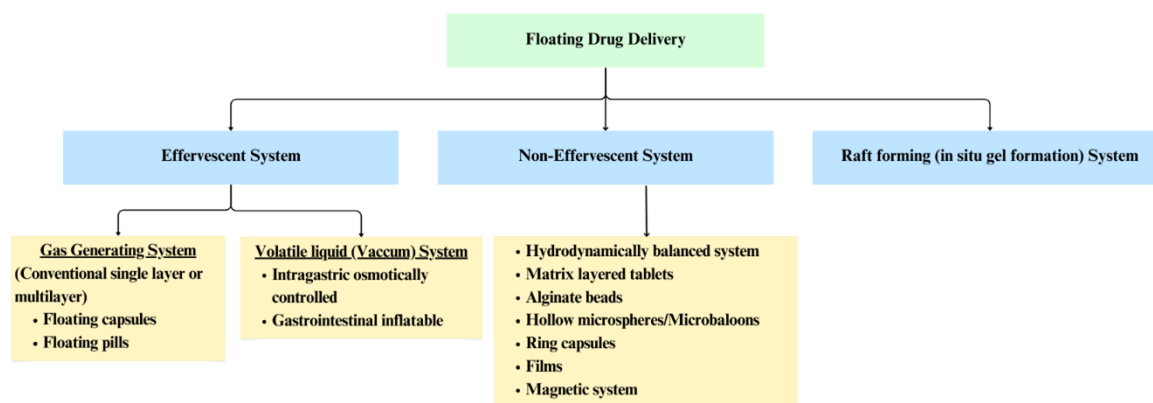 Floating Drug Delivery
Effervescent System
Non-Effervescent System
Raft forming (in situ gel formation) System
Gas Generating System
(Conventional single layer or
multilayer)
• Floating capsules
• Floating pills
Volatile liquid (Vaccum) System
• Intragastric osmotically
controlled
• Gastrointestinal inflatable
• Hydrodynamically balanced system
• Matrix layered tablets
• Alginate beads
• Hollow microspheres/Microbaloons
• Ring capsules
• Films
• Magnetic system